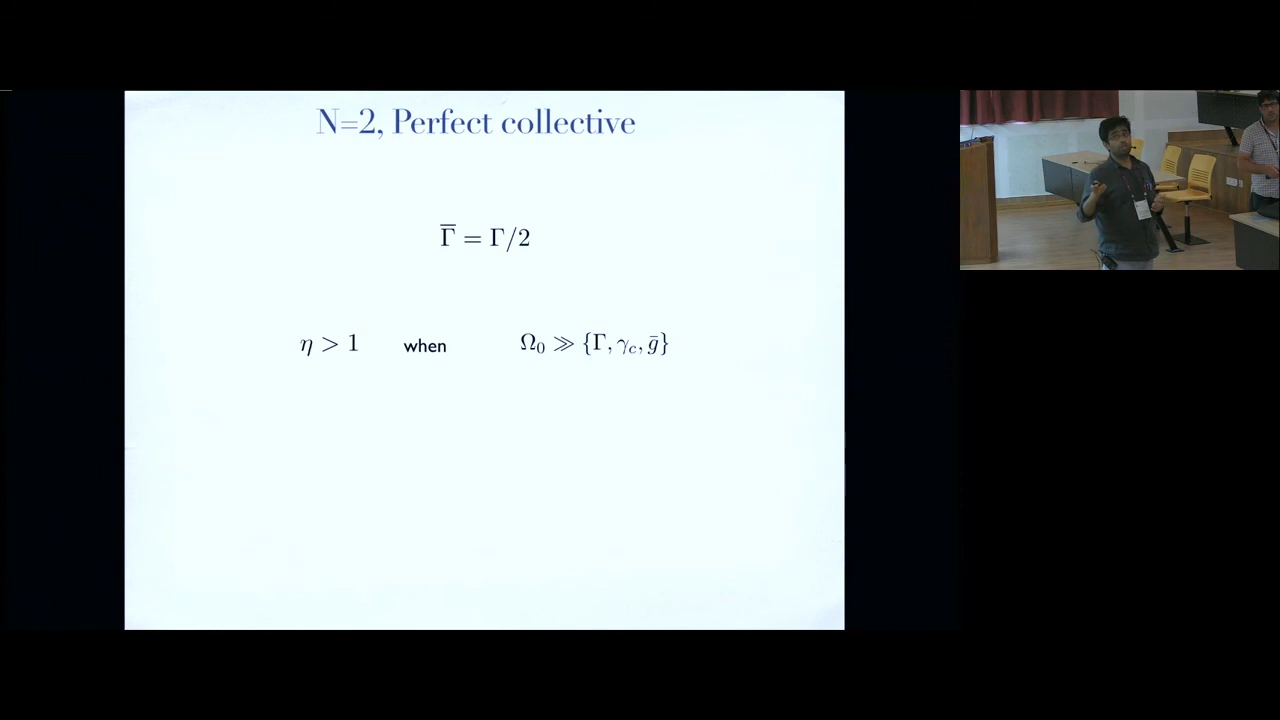 N=2, Perfect collective
Γ̅ = Γ/2
η > 1 when Ω₀ ≫ {Γ, γ_c, ḡ}